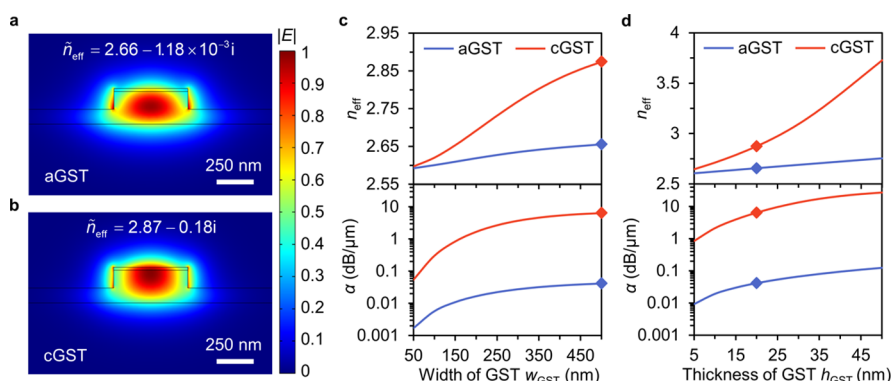 a
ñeff = 2.66 – 1.18 × 10⁻³i
aGST
250 nm
b
ñeff = 2.87 – 0.18i
cGST
250 nm
|E|
1
0.9
0.8
0.7
0.6
0.5
0.4
0.3
0.2
0.1
0
c
aGST cGST
neff
2.95
2.85
2.75
2.65
2.55
α (dB/μm)
10
1
0.1
0.01
0.001
50 150 250 350 450
Width of GST wGST (nm)
d
aGST cGST
neff
4
3.5
3
2.75
2.5
α (dB/μm)
10
1
0.1
0.01
0.001
5 15 25 35 45
Thickness of GST hGST (nm)